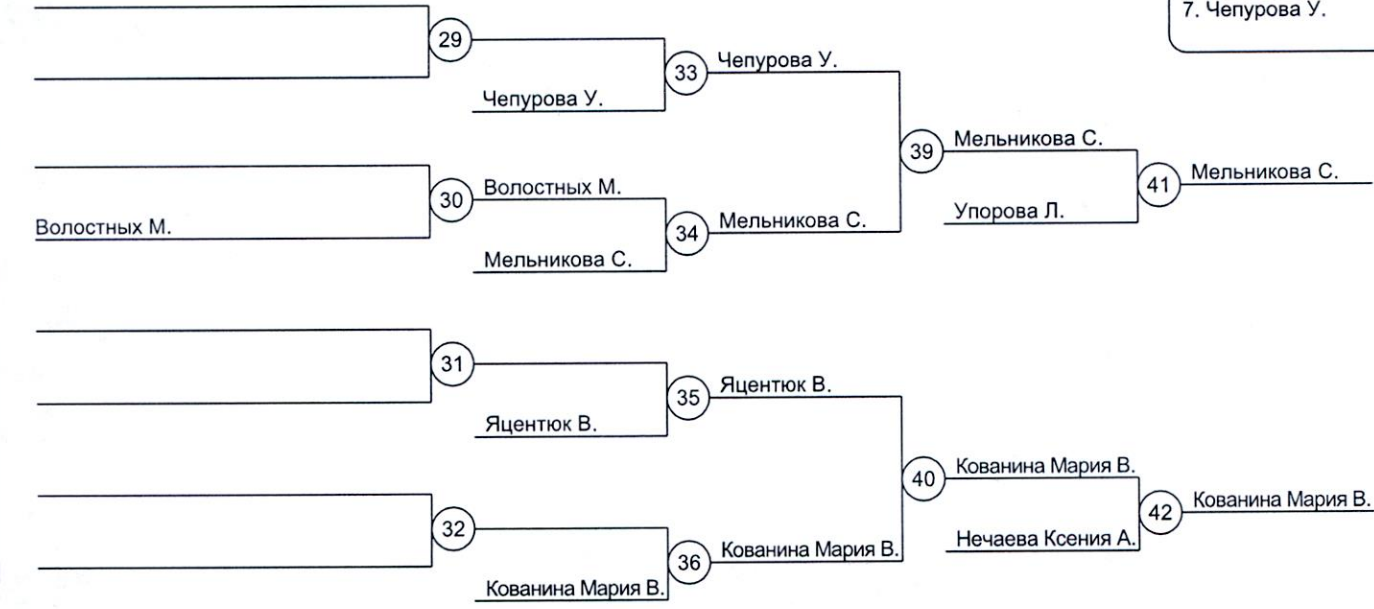 7. Чепурова У.
29
33
Чепурова У.
Чепурова У.
39
Мельникова С.
41
Мельникова С.
Упорова Л.
30
Волостных М.
Волостных М.
34
Мельникова С.
Мельникова С.
31
35
Яцентюк В.
Яцентюк В.
40
Кованина Мария В.
42
Кованина Мария В.
Нечаева Ксения А.
32
36
Кованина Мария В.
Кованина Мария В.